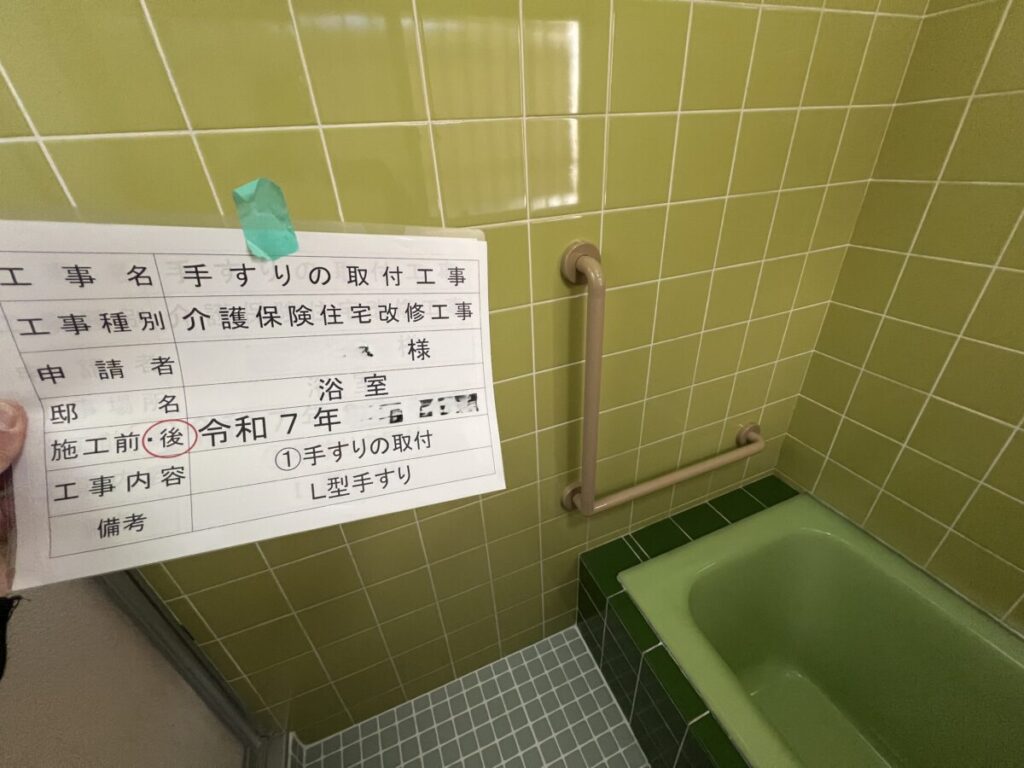 工事名 手すりの取付工事
工事種別 介護保険住宅改修工事
申請者 様
邸名 浴室
施工前・後 令和7年
工事内容 ①手すりの取付
備考 L型手すり